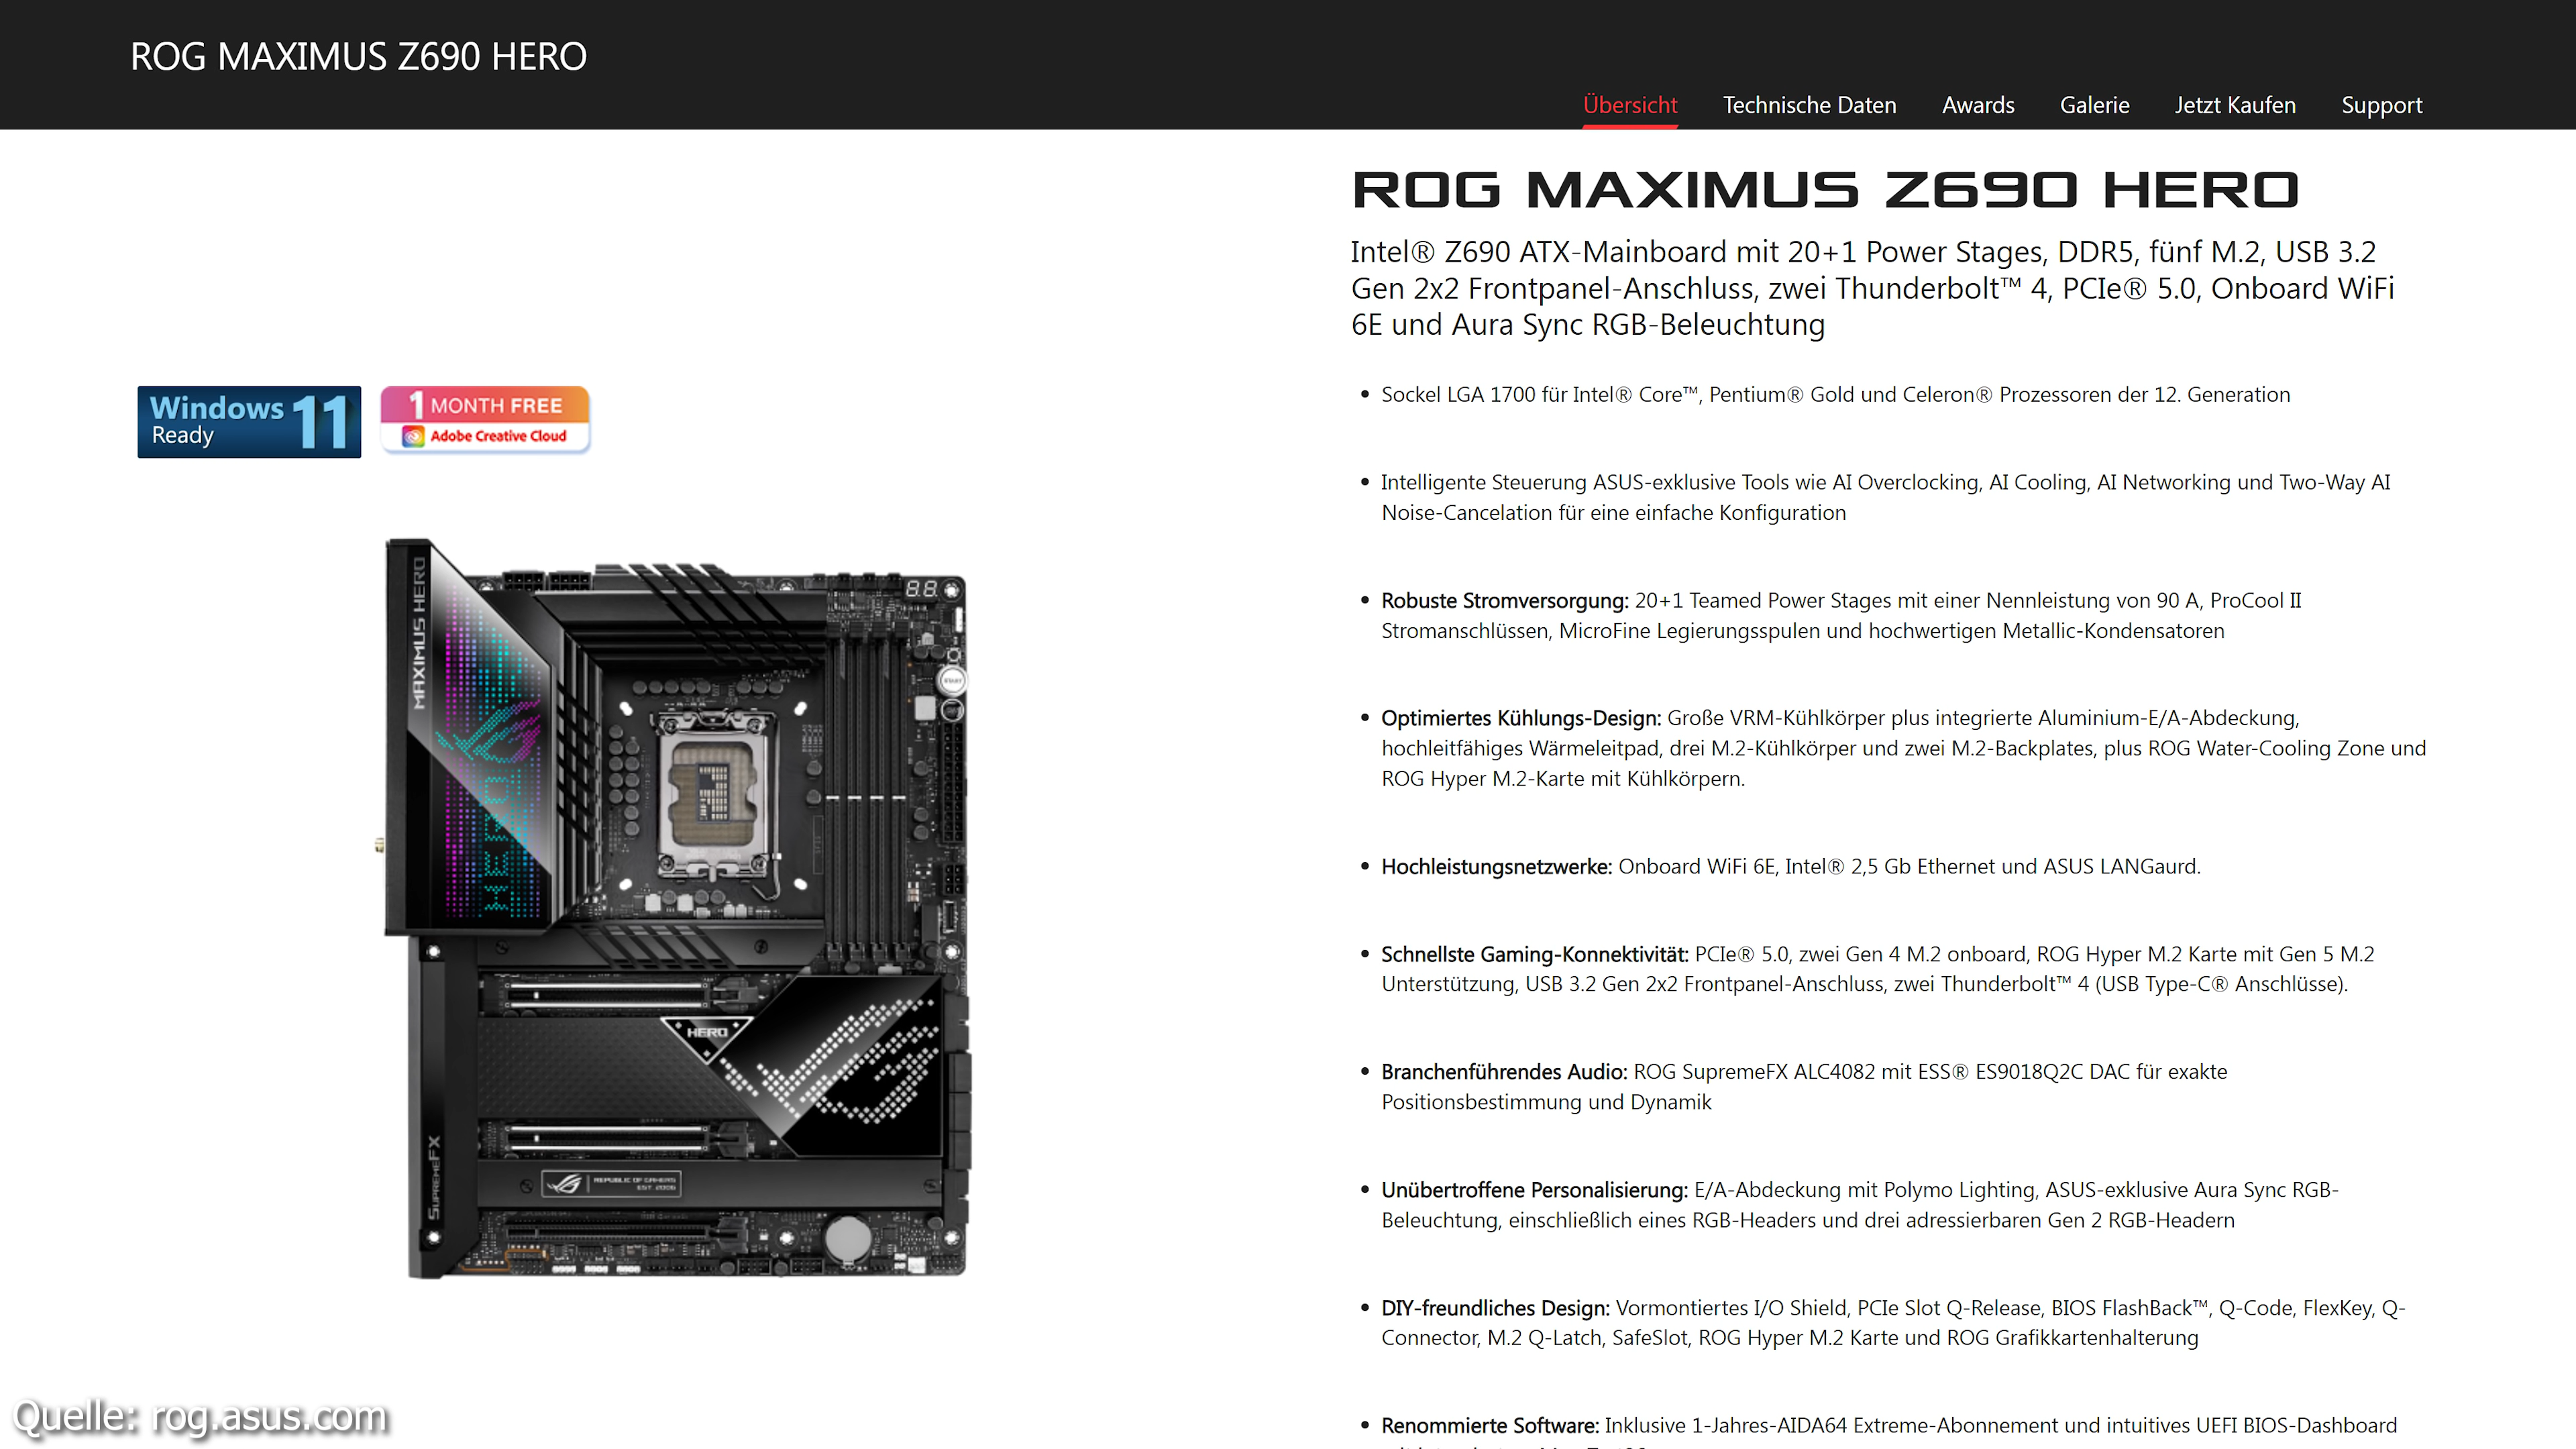 ROG MAXIMUS Z690 HERO
Übersicht Technische Daten Awards Galerie Jetzt Kaufen Support
ROG MAXIMUS Z690 HERO
Intel® Z690 ATX-Mainboard mit 20+1 Power Stages, DDR5, fünf M.2, USB 3.2
Gen 2x2 Frontpanel-Anschluss, zwei Thunderbolt™ 4, PCIe® 5.0, Onboard WiFi
6E und Aura Sync RGB-Beleuchtung
Windows 11
Ready
1 MONTH FREE
Adobe Creative Cloud
MAXIMUS HERO
HERO
88
START
HERO
SUPREMEFX
REPUBLIC OF GAMERS
EST. 2006
• Sockel LGA 1700 für Intel® Core™, Pentium® Gold und Celeron® Prozessoren der 12. Generation
• Intelligente Steuerung ASUS-exklusive Tools wie AI Overclocking, AI Cooling, AI Networking und Two-Way AI
Noise-Cancelation für eine einfache Konfiguration
• Robuste Stromversorgung: 20+1 Teamed Power Stages mit einer Nennleistung von 90 A, ProCool II
Stromanschlüssen, MicroFine Legierungsspulen und hochwertigen Metallic-Kondensatoren
• Optimiertes Kühlungs-Design: Große VRM-Kühlkörper plus integrierte Aluminium-E/A-Abdeckung,
hochleitfähiges Wärmeleitpad, drei M.2-Kühlkörper und zwei M.2-Backplates, plus ROG Water-Cooling Zone und
ROG Hyper M.2-Karte mit Kühlkörpern.
• Hochleistungsnetzwerke: Onboard WiFi 6E, Intel® 2,5 Gb Ethernet und ASUS LANGaurd.
• Schnellste Gaming-Konnektivität: PCIe® 5.0, zwei Gen 4 M.2 onboard, ROG Hyper M.2 Karte mit Gen 5 M.2
Unterstützung, USB 3.2 Gen 2x2 Frontpanel-Anschluss, zwei Thunderbolt™ 4 (USB Type-C® Anschlüsse).
• Branchenführendes Audio: ROG SupremeFX ALC4082 mit ESS® ES9018Q2C DAC für exakte
Positionsbestimmung und Dynamik
• Unübertroffene Personalisierung: E/A-Abdeckung mit Polymo Lighting, ASUS-exklusive Aura Sync RGB-
Beleuchtung, einschließlich eines RGB-Headers und drei adressierbaren Gen 2 RGB-Headern
• DIY-freundliches Design: Vormontiertes I/O Shield, PCIe Slot Q-Release, BIOS FlashBack™, Q-Code, FlexKey, Q-
Connector, M.2 Q-Latch, SafeSlot, ROG Hyper M.2 Karte und ROG Grafikkartenhalterung
• Renommierte Software: Inklusive 1-Jahres-AIDA64 Extreme-Abonnement und intuitives UEFI BIOS-Dashboard
Quelle: rog.asus.com